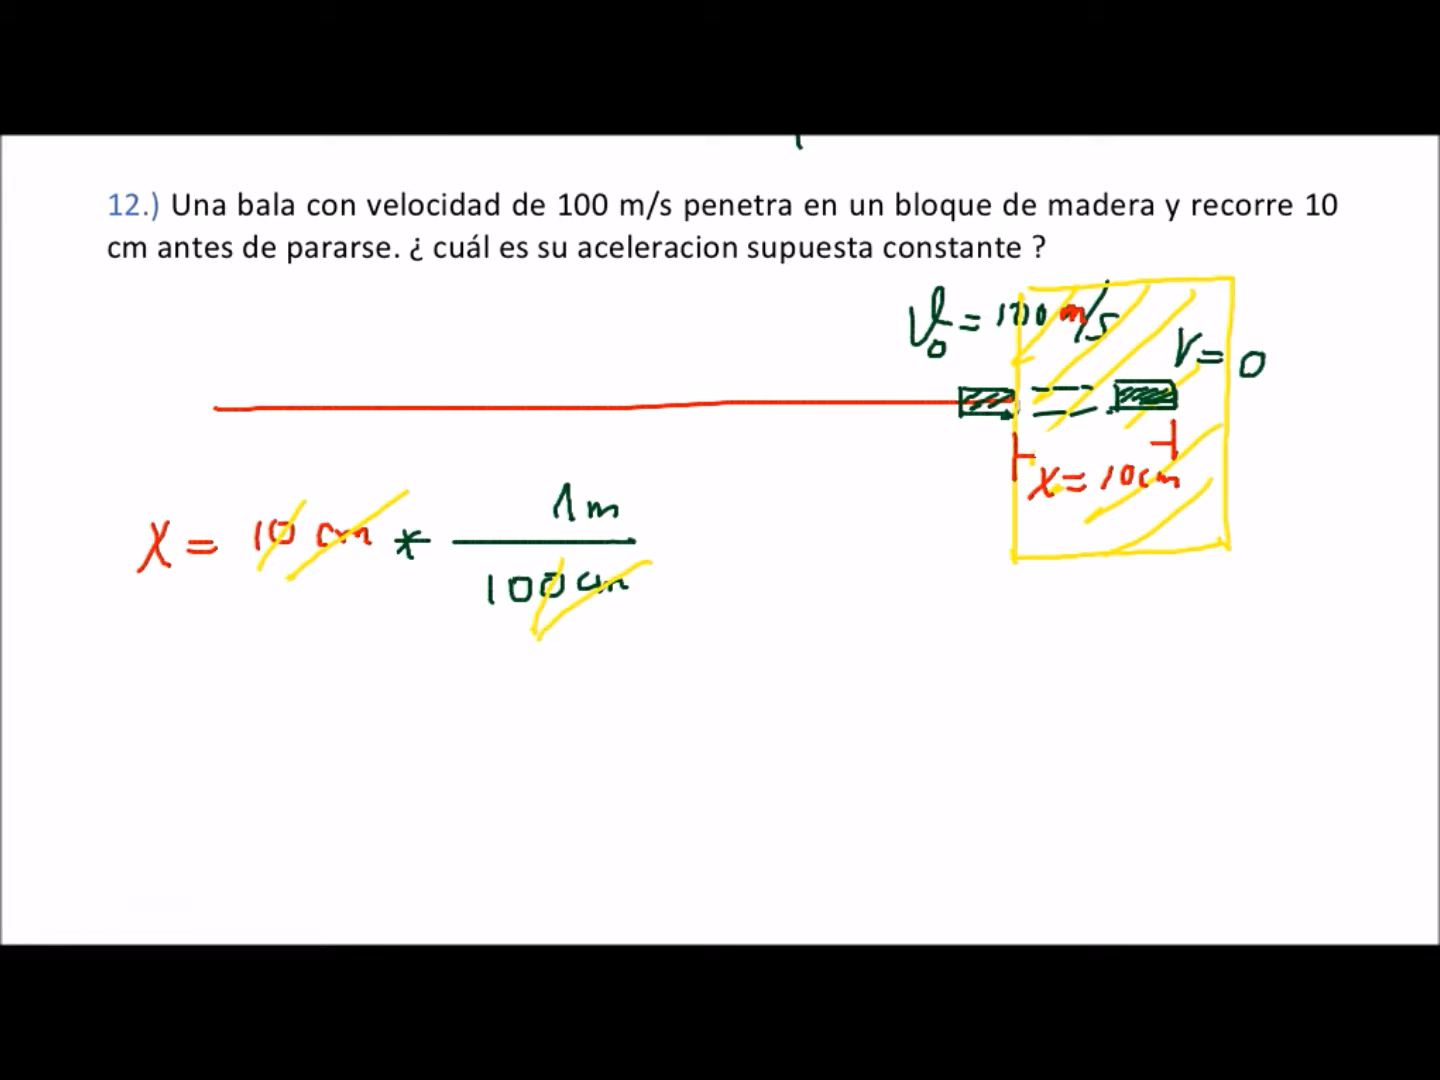 12.) Una bala con velocidad de 100 m/s penetra en un bloque de madera y recorre 10
cm antes de pararse. ¿ cuál es su aceleracion supuesta constante ?
V₀ = 100 m/s
V = 0
X = 10 cm
X = 10 cm * 1 m
100 cm